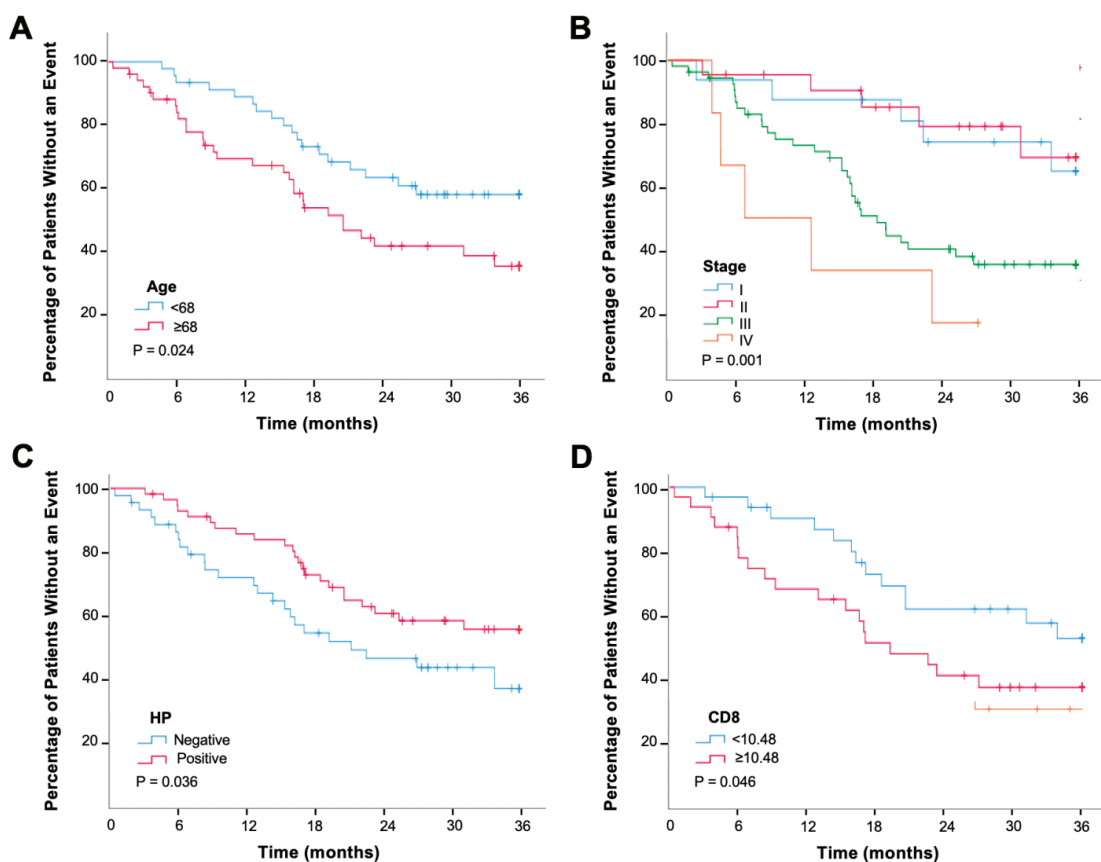 A
Percentage of Patients Without an Event
100
80
60
40
20
Age
<68
≥68
P = 0.024
0 6 12 18 24 30 36
Time (months)
B
Percentage of Patients Without an Event
100
80
60
40
20
Stage
I
II
III
IV
P = 0.001
0 6 12 18 24 30 36
Time (months)
C
Percentage of Patients Without an Event
100
80
60
40
20
HP
Negative
Positive
P = 0.036
0 6 12 18 24 30 36
Time (months)
D
Percentage of Patients Without an Event
100
80
60
40
20
CD8
<10.48
≥10.48
P = 0.046
0 6 12 18 24 30 36
Time (months)